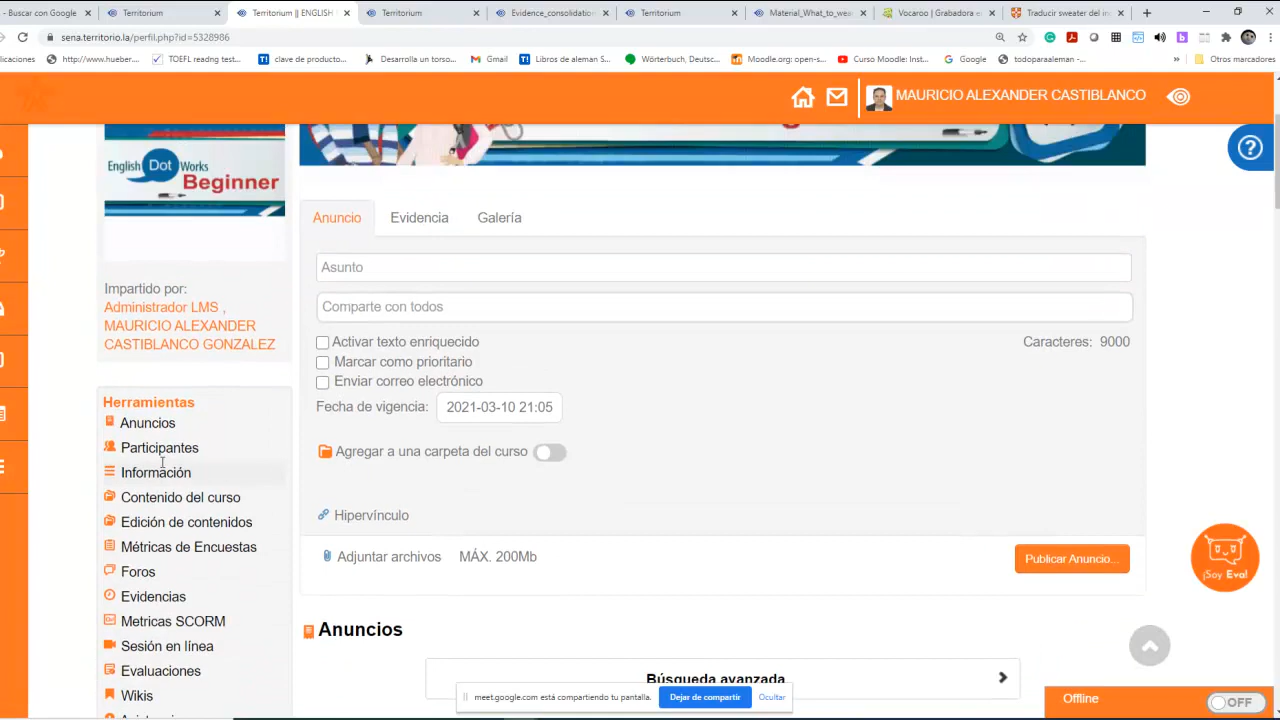 s - Buscar con Google
Territorium
Territorium || ENGLISH
Territorium
Evidence_consolidation
Territorium
Material_What_to_wea
Vocaroo | Grabadora e
Traducir sweater del in
sena.territorio.la/perfil.php?id=5328986
licaciones
http://www.hueber....
TOEFL readng test...
clave de producto...
Desarrolla un torso...
Gmail
Libros de aleman S...
Wörterbuch, Deutsc...
Moodle.org: open-s...
Curso Moodle: Inst...
Google
todoparaaleman -...
»
Otros marcadores
MAURICIO ALEXANDER CASTIBLANCO
English Dot Works
Beginner
Impartido por:
Administrador LMS ,
MAURICIO ALEXANDER
CASTIBLANCO GONZALEZ
Herramientas
Anuncios
Participantes
Información
Contenido del curso
Edición de contenidos
Métricas de Encuestas
Foros
Evidencias
Metricas SCORM
Sesión en línea
Evaluaciones
Wikis
Anuncio
Evidencia
Galería
Asunto
Comparte con todos
Activar texto enriquecido
Caracteres: 9000
Marcar como prioritario
Enviar correo electrónico
Fecha de vigencia: 2021-03-10 21:05
Agregar a una carpeta del curso
Hipervínculo
Adjuntar archivos MÁX. 200Mb
Publicar Anuncio...
Anuncios
Búsqueda avanzada
¡Soy Eva!
meet.google.com está compartiendo tu pantalla.
Dejar de compartir
Ocultar
Offline
OFF